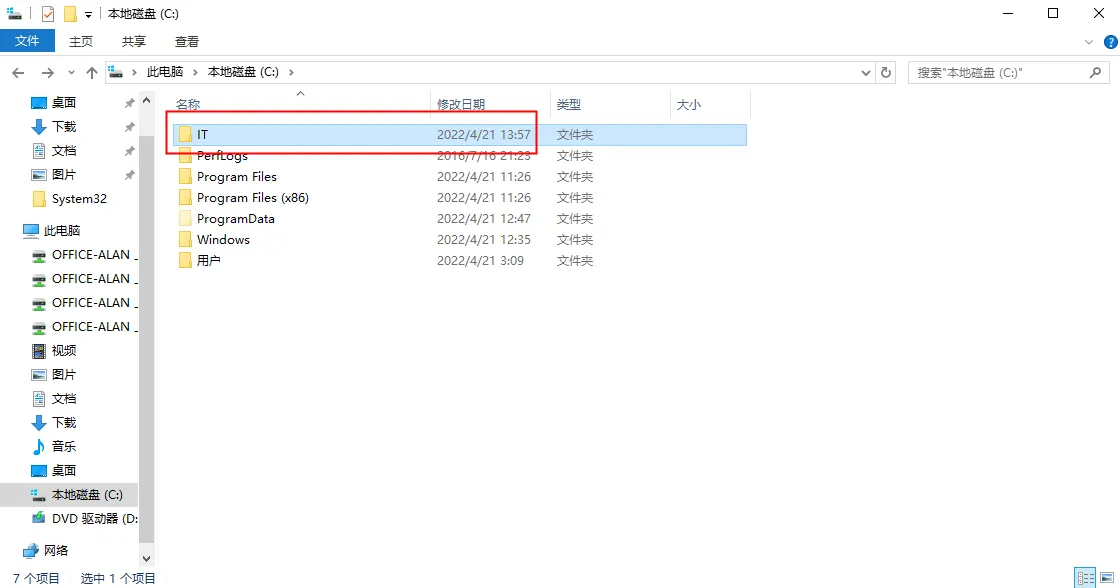 本地磁盘 (C:)
文件 主页 共享 查看
此电脑 本地磁盘 (C:) 搜索"本地磁盘 (C:)"
桌面
下载
文档
图片
System32
此电脑
OFFICE-ALAN _
OFFICE-ALAN _
OFFICE-ALAN _
OFFICE-ALAN _
视频
图片
文档
下载
音乐
桌面
本地磁盘 (C:)
DVD 驱动器 (D:
网络
名称 修改日期 类型 大小
IT 2022/4/21 13:57 文件夹
PerfLogs 2016/7/16 21:23 文件夹
Program Files 2022/4/21 11:26 文件夹
Program Files (x86) 2022/4/21 11:26 文件夹
ProgramData 2022/4/21 12:47 文件夹
Windows 2022/4/21 12:35 文件夹
用户 2022/4/21 3:09 文件夹
7 个项目 选中 1 个项目